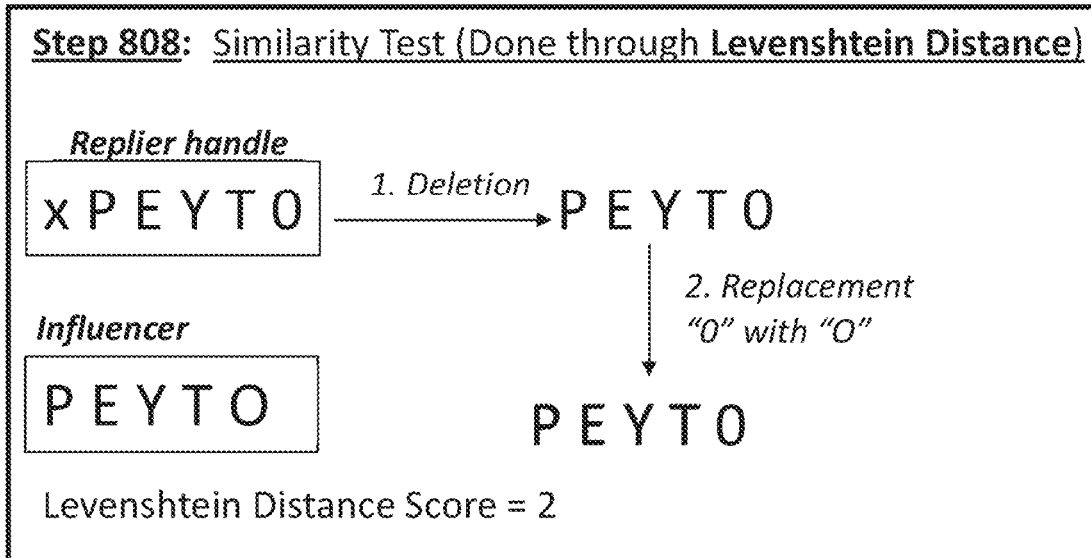 Step 808: Similarity Test (Done through Levenshtein Distance)
Replier handle
x P E Y T 0
1. Deletion
P E Y T 0
2. Replacement
“0” with “O”
Influencer
P E Y T O
P E Y T 0
Levenshtein Distance Score = 2